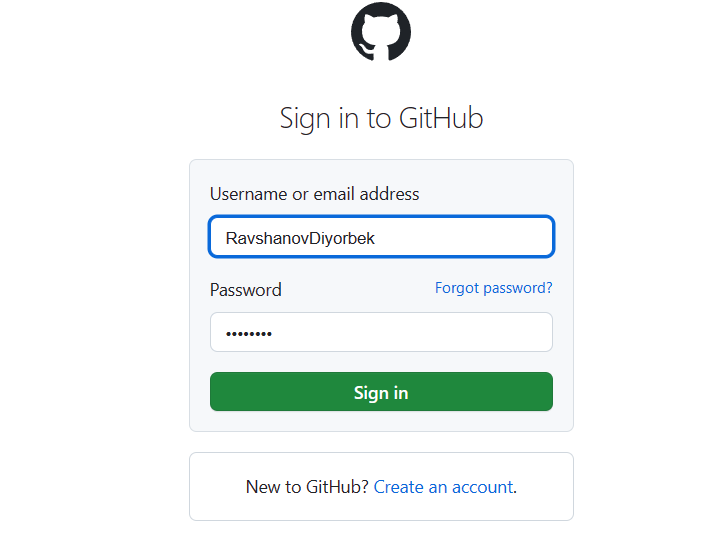 Sign in to GitHub
Username or email address
RavshanovDiyorbek
Password Forgot password?
••••••••
Sign in
New to GitHub? Create an account.